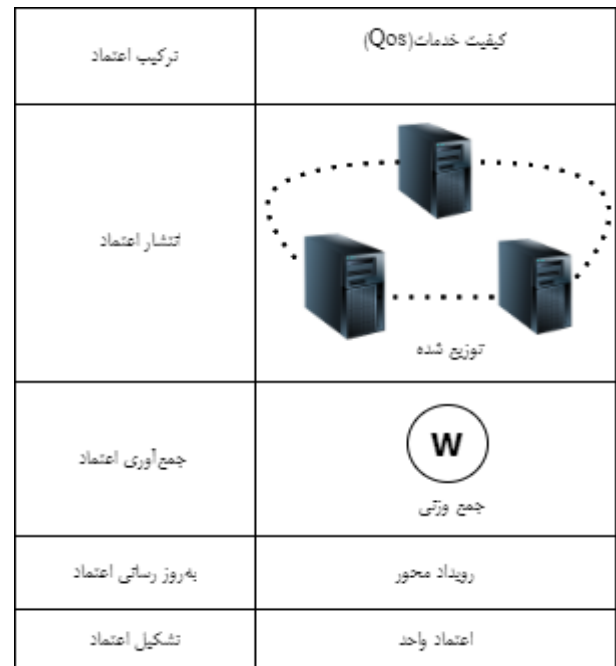 کیفیت خدمات(Qos)
ترکیب اعتماد
توزیع شده
انتشار اعتماد
W
جمع وزنی
جمع‌آوری اعتماد
رویداد محور
به‌روز رسانی اعتماد
اعتماد واحد
تشکیل اعتماد